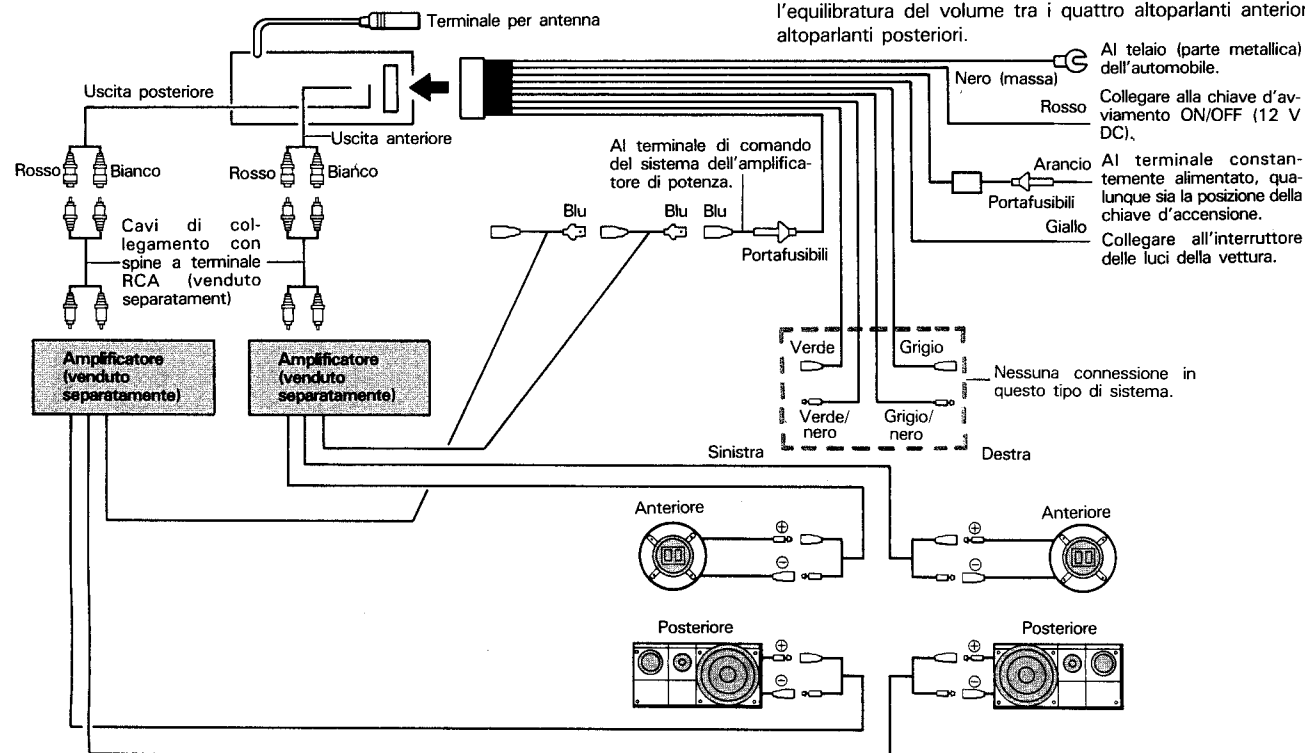 l'equilibratura del volume tra i quattro altoparlanti anterior
altoparlanti posteriori.
Terminale per antenna
Al telaio (parte metallica)
dell'automobile.
Nero (massa)
Uscita posteriore
Rosso
Collegare alla chiave d'av-
viamento ON/OFF (12 V
DC).
Uscita anteriore
Al terminale di comando
del sistema dell'amplifica-
tore di potenza.
Arancio
Al terminale constan-
temente alimentato, qua-
lunque sia la posizione della
chiave d'accensione.
Portafusibili
Rosso
Bianco
Rosso
Bianco
Giallo
Collegare all'interruttore
delle luci della vettura.
Blu
Blu
Blu
Portafusibili
Cavi di col-
legamento con
spine a terminale
RCA (venduto
separatament)
Amplificatore
(venduto
separatamente)
Amplificatore
(venduto
separatamente)
Verde
Grigio
Nessuna connessione in
questo tipo di sistema.
Verde/
nero
Grigio/
nero
Sinistra
Destra
Anteriore
Anteriore
⊕
⊕
⊖
⊖
Posteriore
Posteriore
⊕
⊕
⊖
⊖